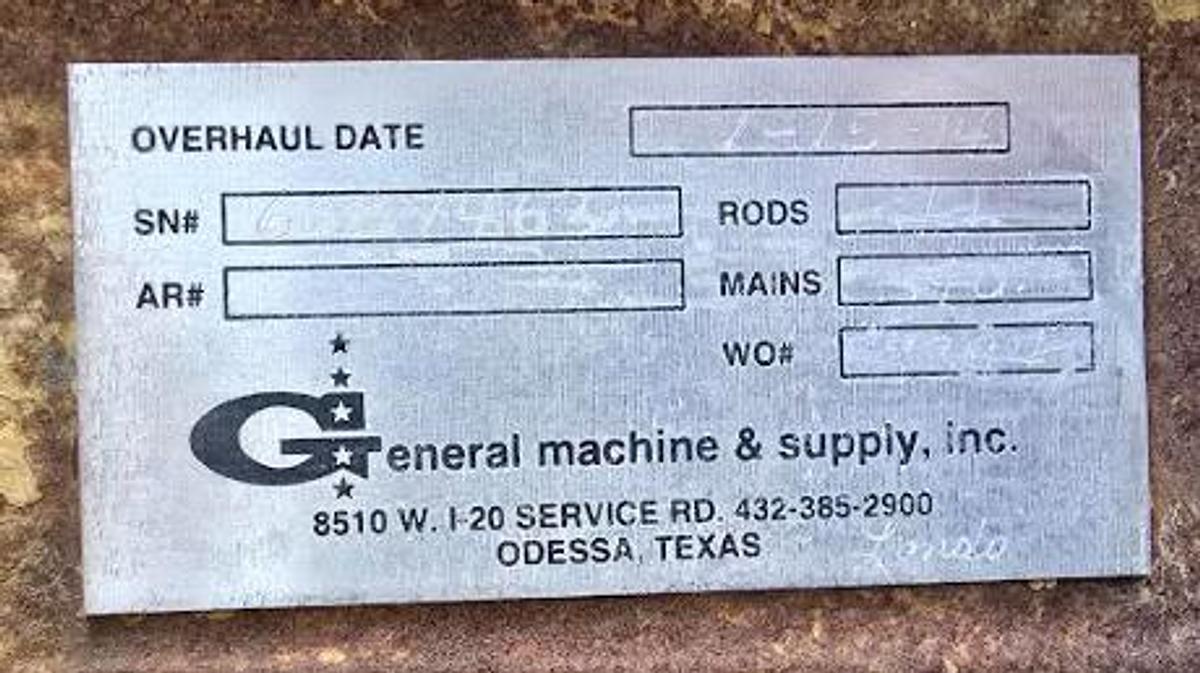 OVERHAUL DATE
SN# RODS
AR# MAINS
WO#
General machine & supply, inc.
8510 W. I-20 SERVICE RD. 432-385-2900
ODESSA, TEXAS